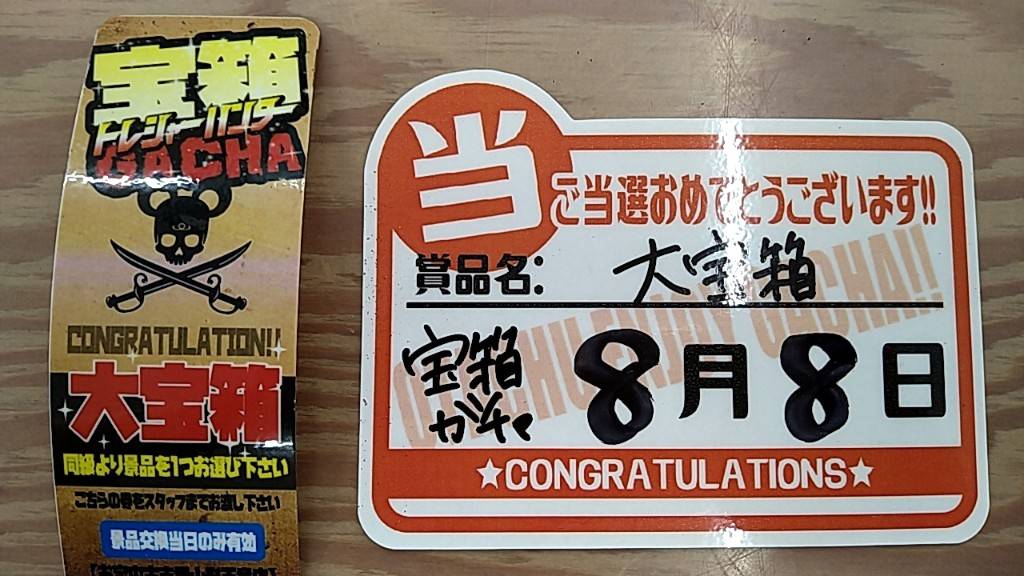 宝箱
トレジャーハンター
GACHA
CONGRATULATION!!
大宝箱
同級より景品を1つお選び下さい
こちらの券をスタッフまでお渡し下さい
景品交換当日のみ有効
当
ご当選おめでとうございます!!
賞品名: 大宝箱
宝箱
ガチャ
8月8日
★CONGRATULATIONS★